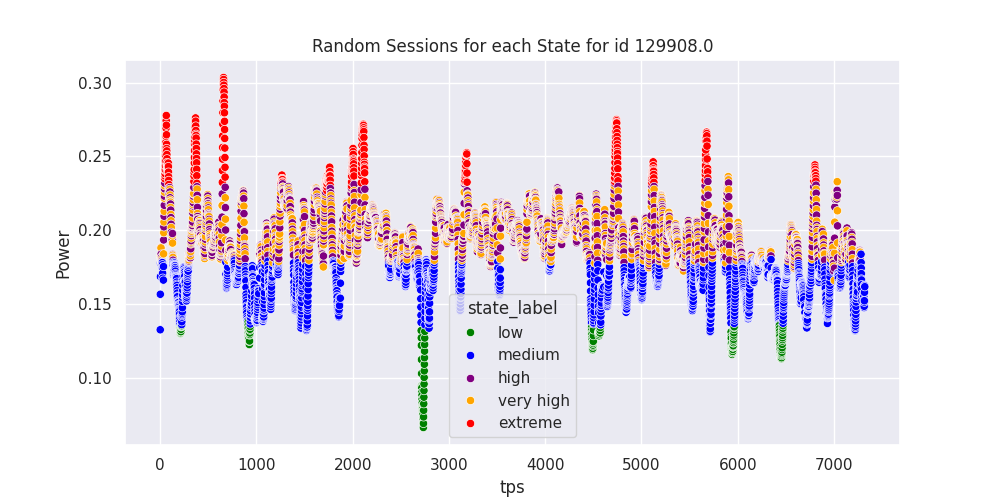 Random Sessions for each State for id 129908.0
Power
0.30
0.25
0.20
0.15
0.10
state_label
low
medium
high
very high
extreme
0 1000 2000 3000 4000 5000 6000 7000
tps